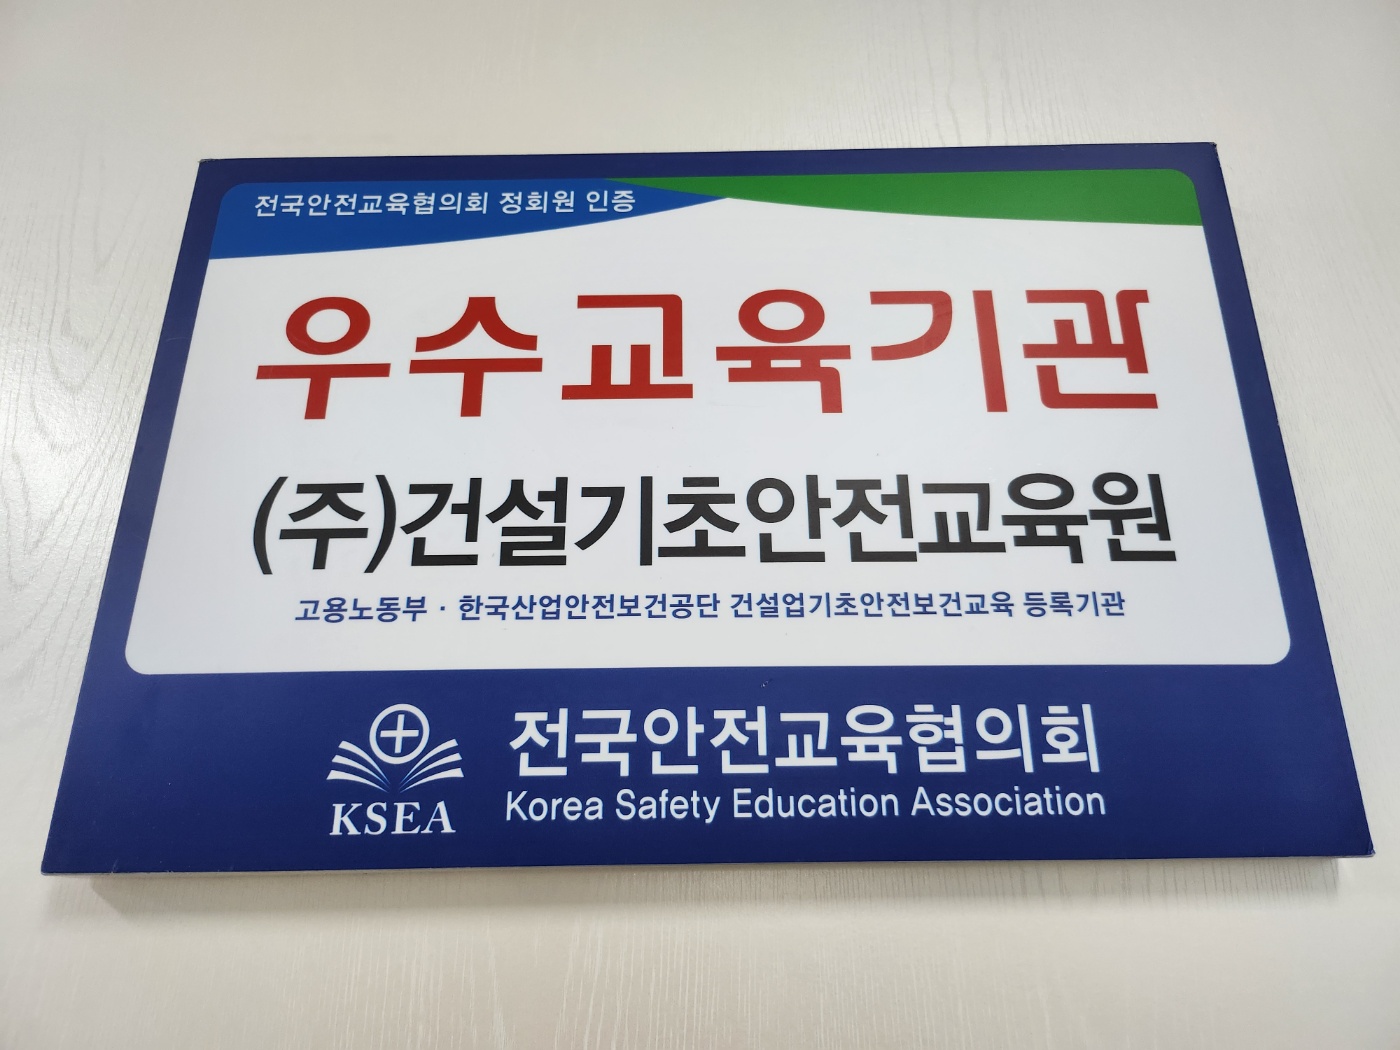 전국안전교육협의회 정회원 인증
우수교육기관
(주)건설기초안전교육원
고용노동부 · 한국산업안전보건공단 건설업기초안전보건교육 등록기관
KSEA
전국안전교육협의회
Korea Safety Education Association